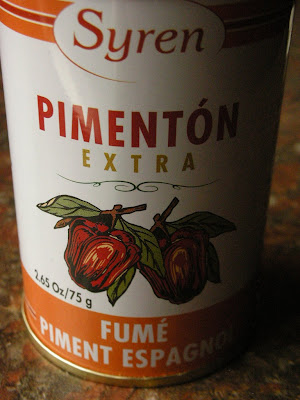 Syren
PIMENTÓN
EXTRA
2.65 Oz/75 g
FUMÉ
PIMENT ESPAGNOL